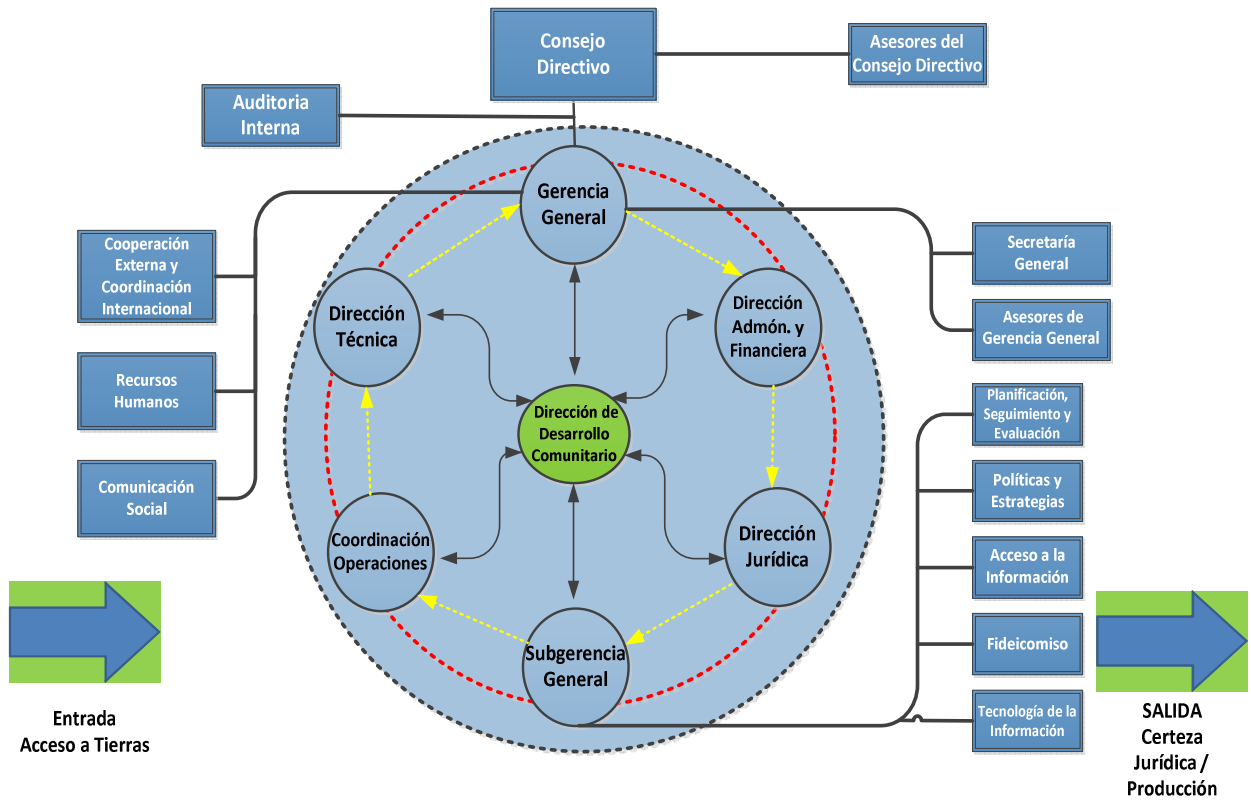 Consejo
Directivo
Asesores del
Consejo Directivo
Auditoria
Interna
Gerencia
General
Cooperación
Externa y
Coordinación
Internacional
Secretaría
General
Dirección
Técnica
Dirección
Admón. y
Financiera
Asesores de
Gerencia General
Recursos
Humanos
Dirección de
Desarrollo
Comunitario
Planificación,
Seguimiento y
Evaluación
Comunicación
Social
Políticas y
Estrategias
Coordinación
Operaciones
Dirección
Jurídica
Acceso a la
Información
Subgerencia
General
Fideicomiso
Tecnología de la
Información
Entrada
Acceso a Tierras
SALIDA
Certeza
Jurídica /
Producción